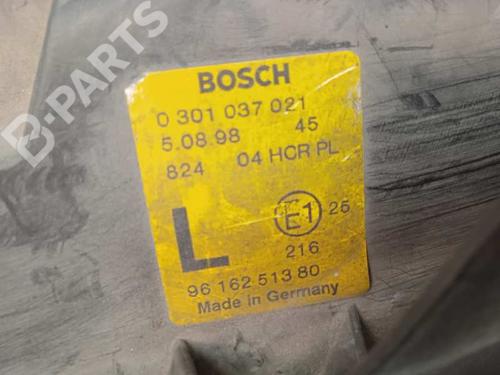 B-PARTS
BOSCH
0 301 037 021
5.08.98 45
824 04 HCR PL
L E1 25
216
96 162 513 80
Made in Germany
B-PARTS